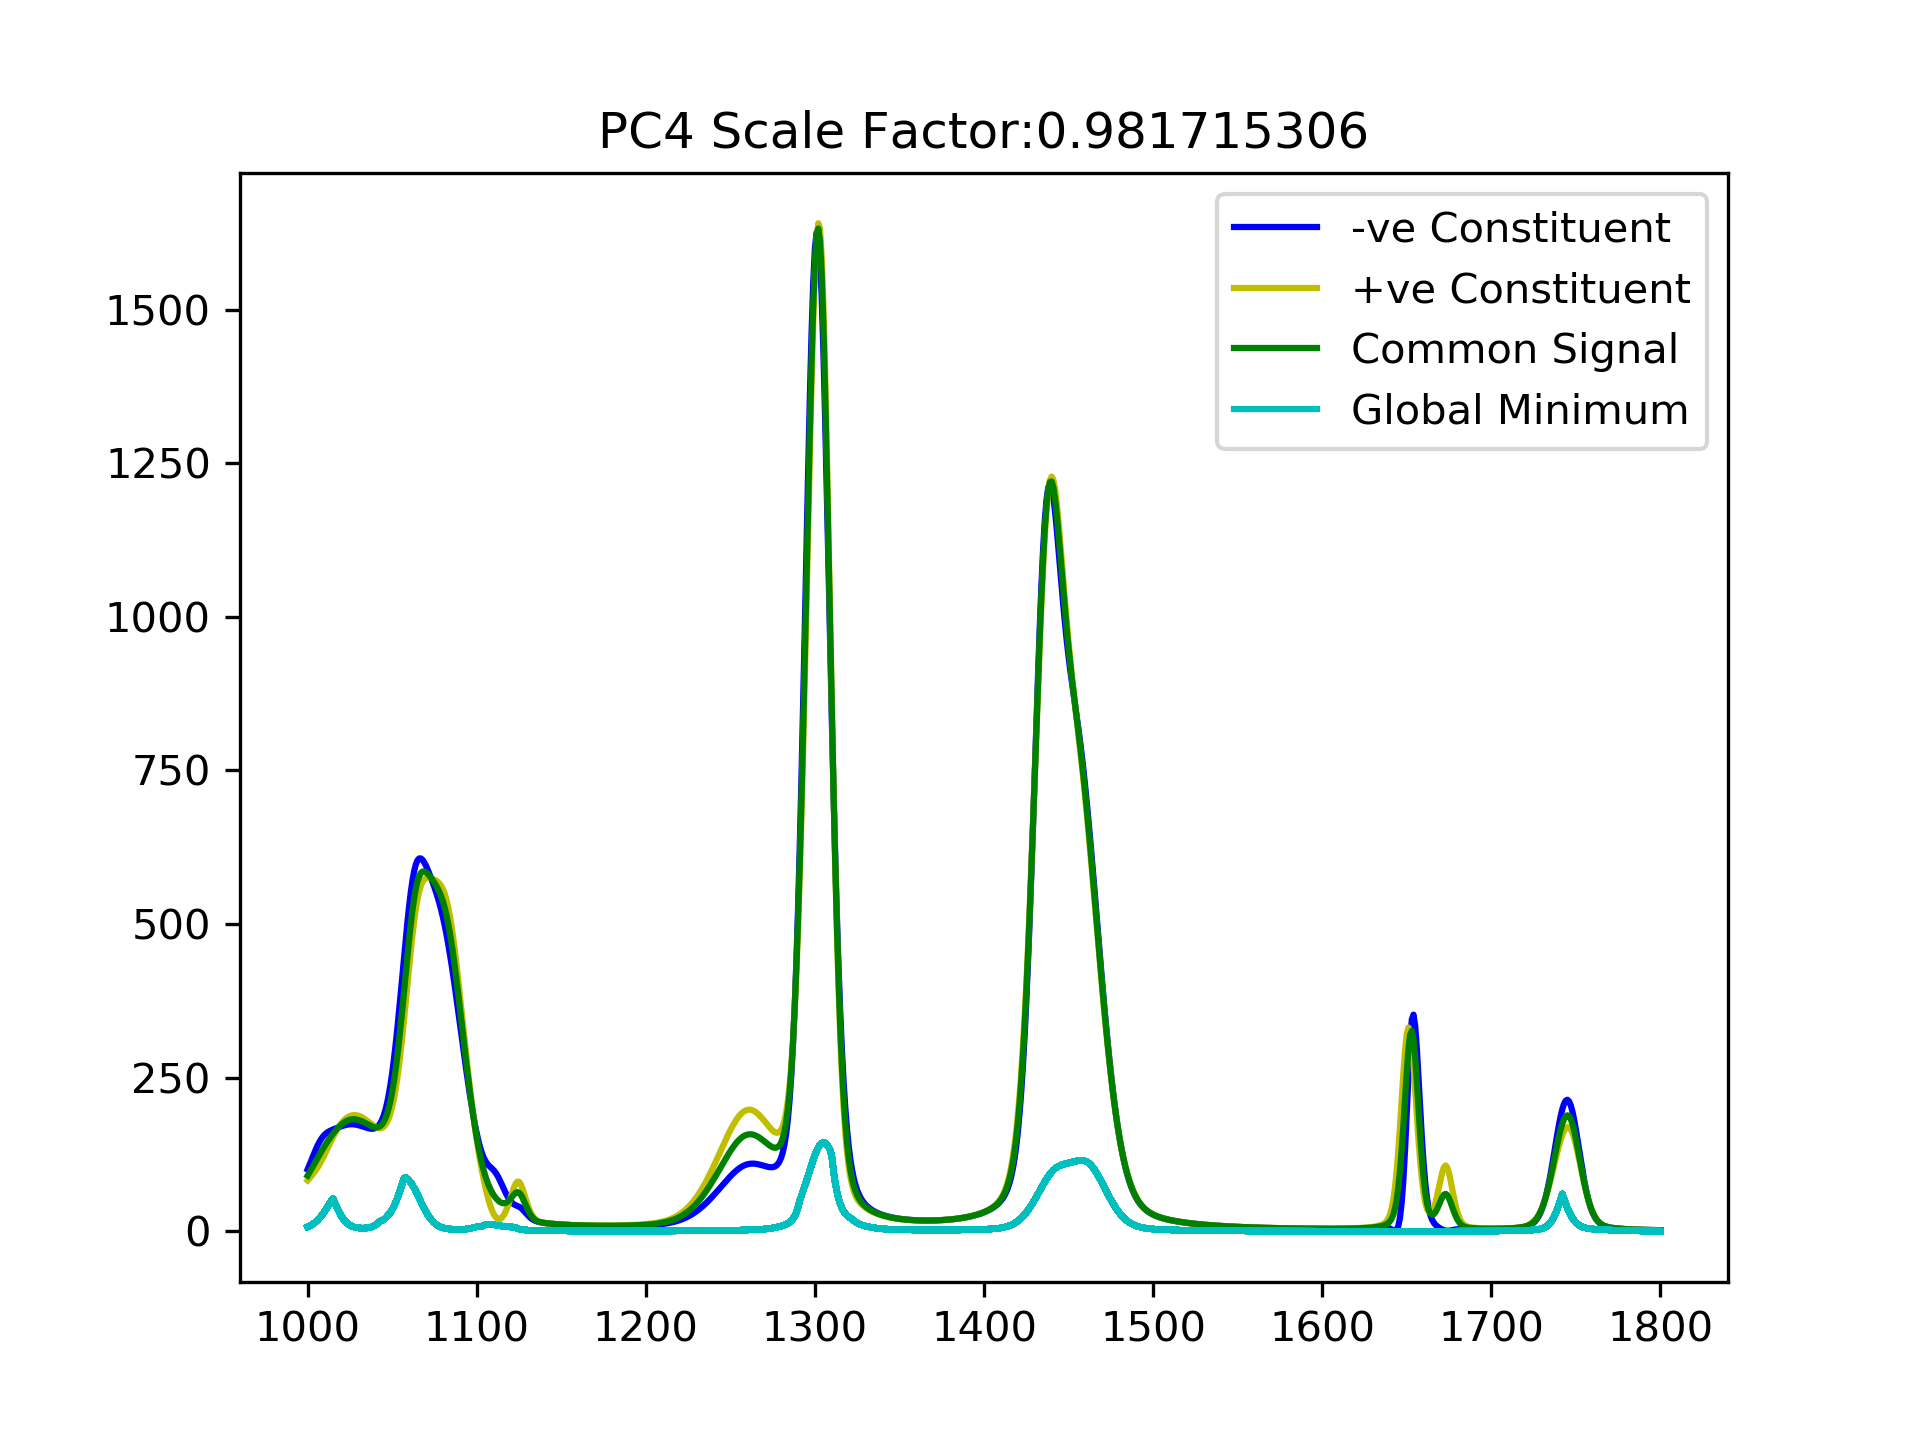 PC4 Scale Factor:0.981715306
-ve Constituent
+ve Constituent
Common Signal
Global Minimum
1500
1250
1000
750
500
250
0
1000 1100 1200 1300 1400 1500 1600 1700 1800